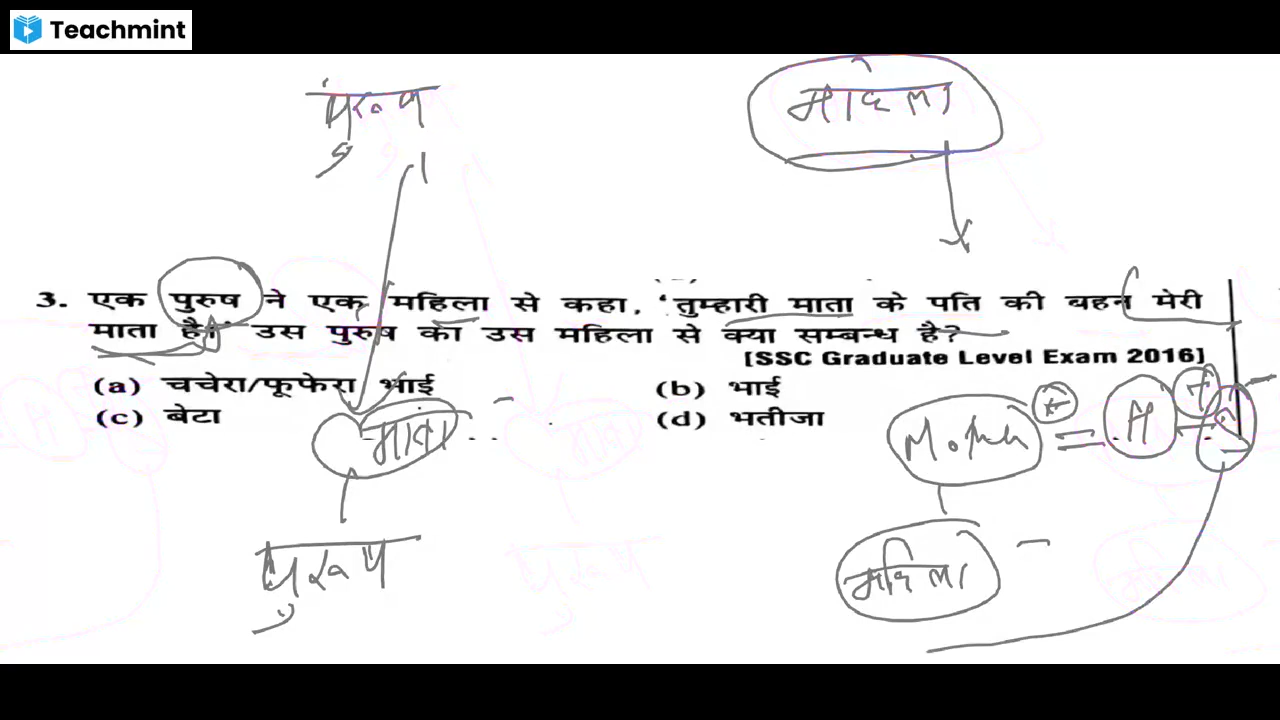 Teachmint
पुरुष
महिला
3. एक पुरुष ने एक महिला से कहा, 'तुम्हारी माता के पति की बहन मेरी
माता है।' उस पुरुष का उस महिला से क्या सम्बन्ध है?
[SSC Graduate Level Exam 2016]
(a) चचेरा/फूफेरा भाई (b) भाई
(c) बेटा (d) भतीजा
माता
पुरुष
महिला